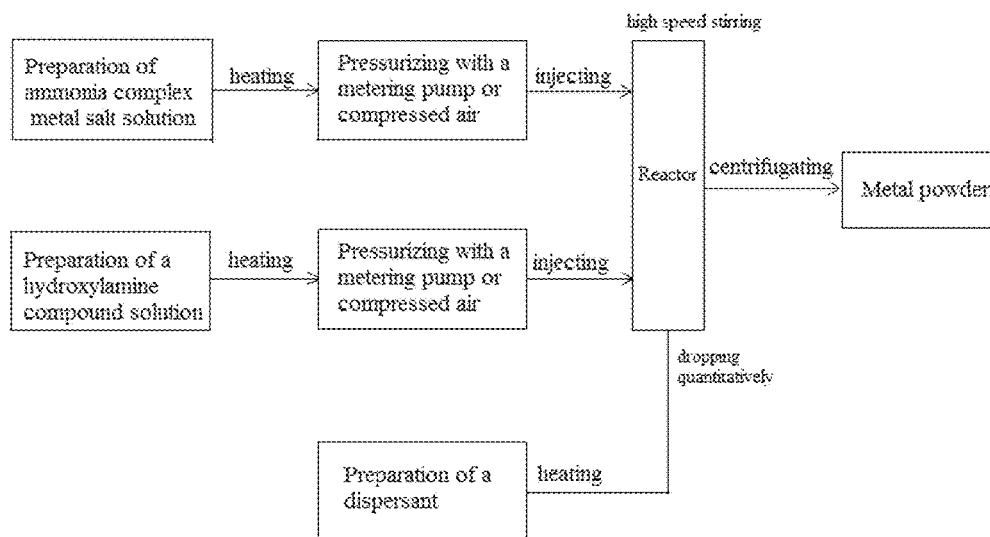 high speed stirring
Preparation of
ammonia complex
metal salt solution
heating
Pressurizing with a
metering pump or
compressed air
injecting
Reactor
centrifugating
Metal powder
Preparation of a
hydroxylamine
compound solution
heating
Pressurizing with a
metering pump or
compressed air
injecting
dropping
quantitatively
Preparation of a
dispersant
heating